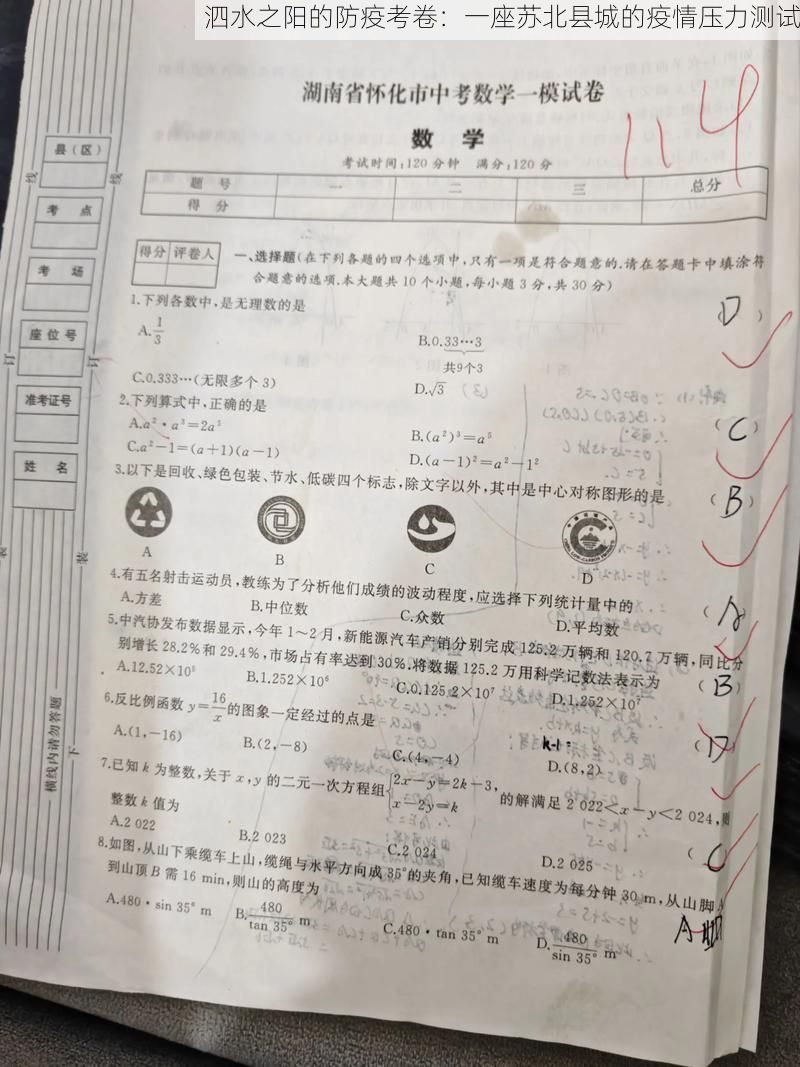 泗水之阳的防疫考卷：一座苏北县城的疫情压力测试
湖南省怀化市中考数学一模试卷
数 学
114
考试时间:120分钟 满分:120分
题 号 一 二 三 总分
得 分
县(区)
考 点
考 场
座位号
准考证号
姓 名
线
线
订
订
装
横线内请勿答题
得分 评卷人
一、选择题(在下列各题的四个选项中,只有一项是符合题意的.请在答题卡中填涂符
合题意的选项.本大题共10个小题,每小题3分,共30分)
1.下列各数中,是无理数的是 (D)
A.1/3 B.0.33…3
共9个3
C.0.333…(无限多个3) D.√3
2.下列算式中,正确的是 (C)
A.a²·a³=2a⁵ B.(a²)³=a⁵
C.a²-1=(a+1)(a-1) D.(a-1)²=a²-1²
3.以下是回收、绿色包装、节水、低碳四个标志,除文字以外,其中是中心对称图形的是 (B)
A B C D
4.有五名射击运动员,教练为了分析他们成绩的波动程度,应选择下列统计量中的 (A)
A.方差 B.中位数 C.众数 D.平均数
5.中汽协发布数据显示,今年1~2月,新能源汽车产销分别完成125.2万辆和120.7万辆,同比分
别增长28.2%和29.4%,市场占有率达到30%.将数据125.2万用科学记数法表示为 (B)
A.12.52×10⁵ B.1.252×10⁶ C.0.125 2×10⁷ D.1.252×10⁷
6.反比例函数y=16/x的图象一定经过的点是 (D)
A.(1,-16) B.(2,-8) C.(4,-4) D.(8,2)
k-1
7.已知k为整数,关于x,y的二元一次方程组{2x-y=2k-3, x-2y=k 的解满足2 022<x-y<2 024,则
整数k值为 (C)
A.2 022 B.2 023 C.2 024 D.2 025
8.如图,从山下乘缆车上山,缆绳与水平方向成35°的夹角,已知缆车速度为每分钟30 m,从山脚A
到山顶B需16 min,则山的高度为 A
A.480·sin 35° m B.480/tan 35° m C.480·tan 35° m D.480/sin 35° m